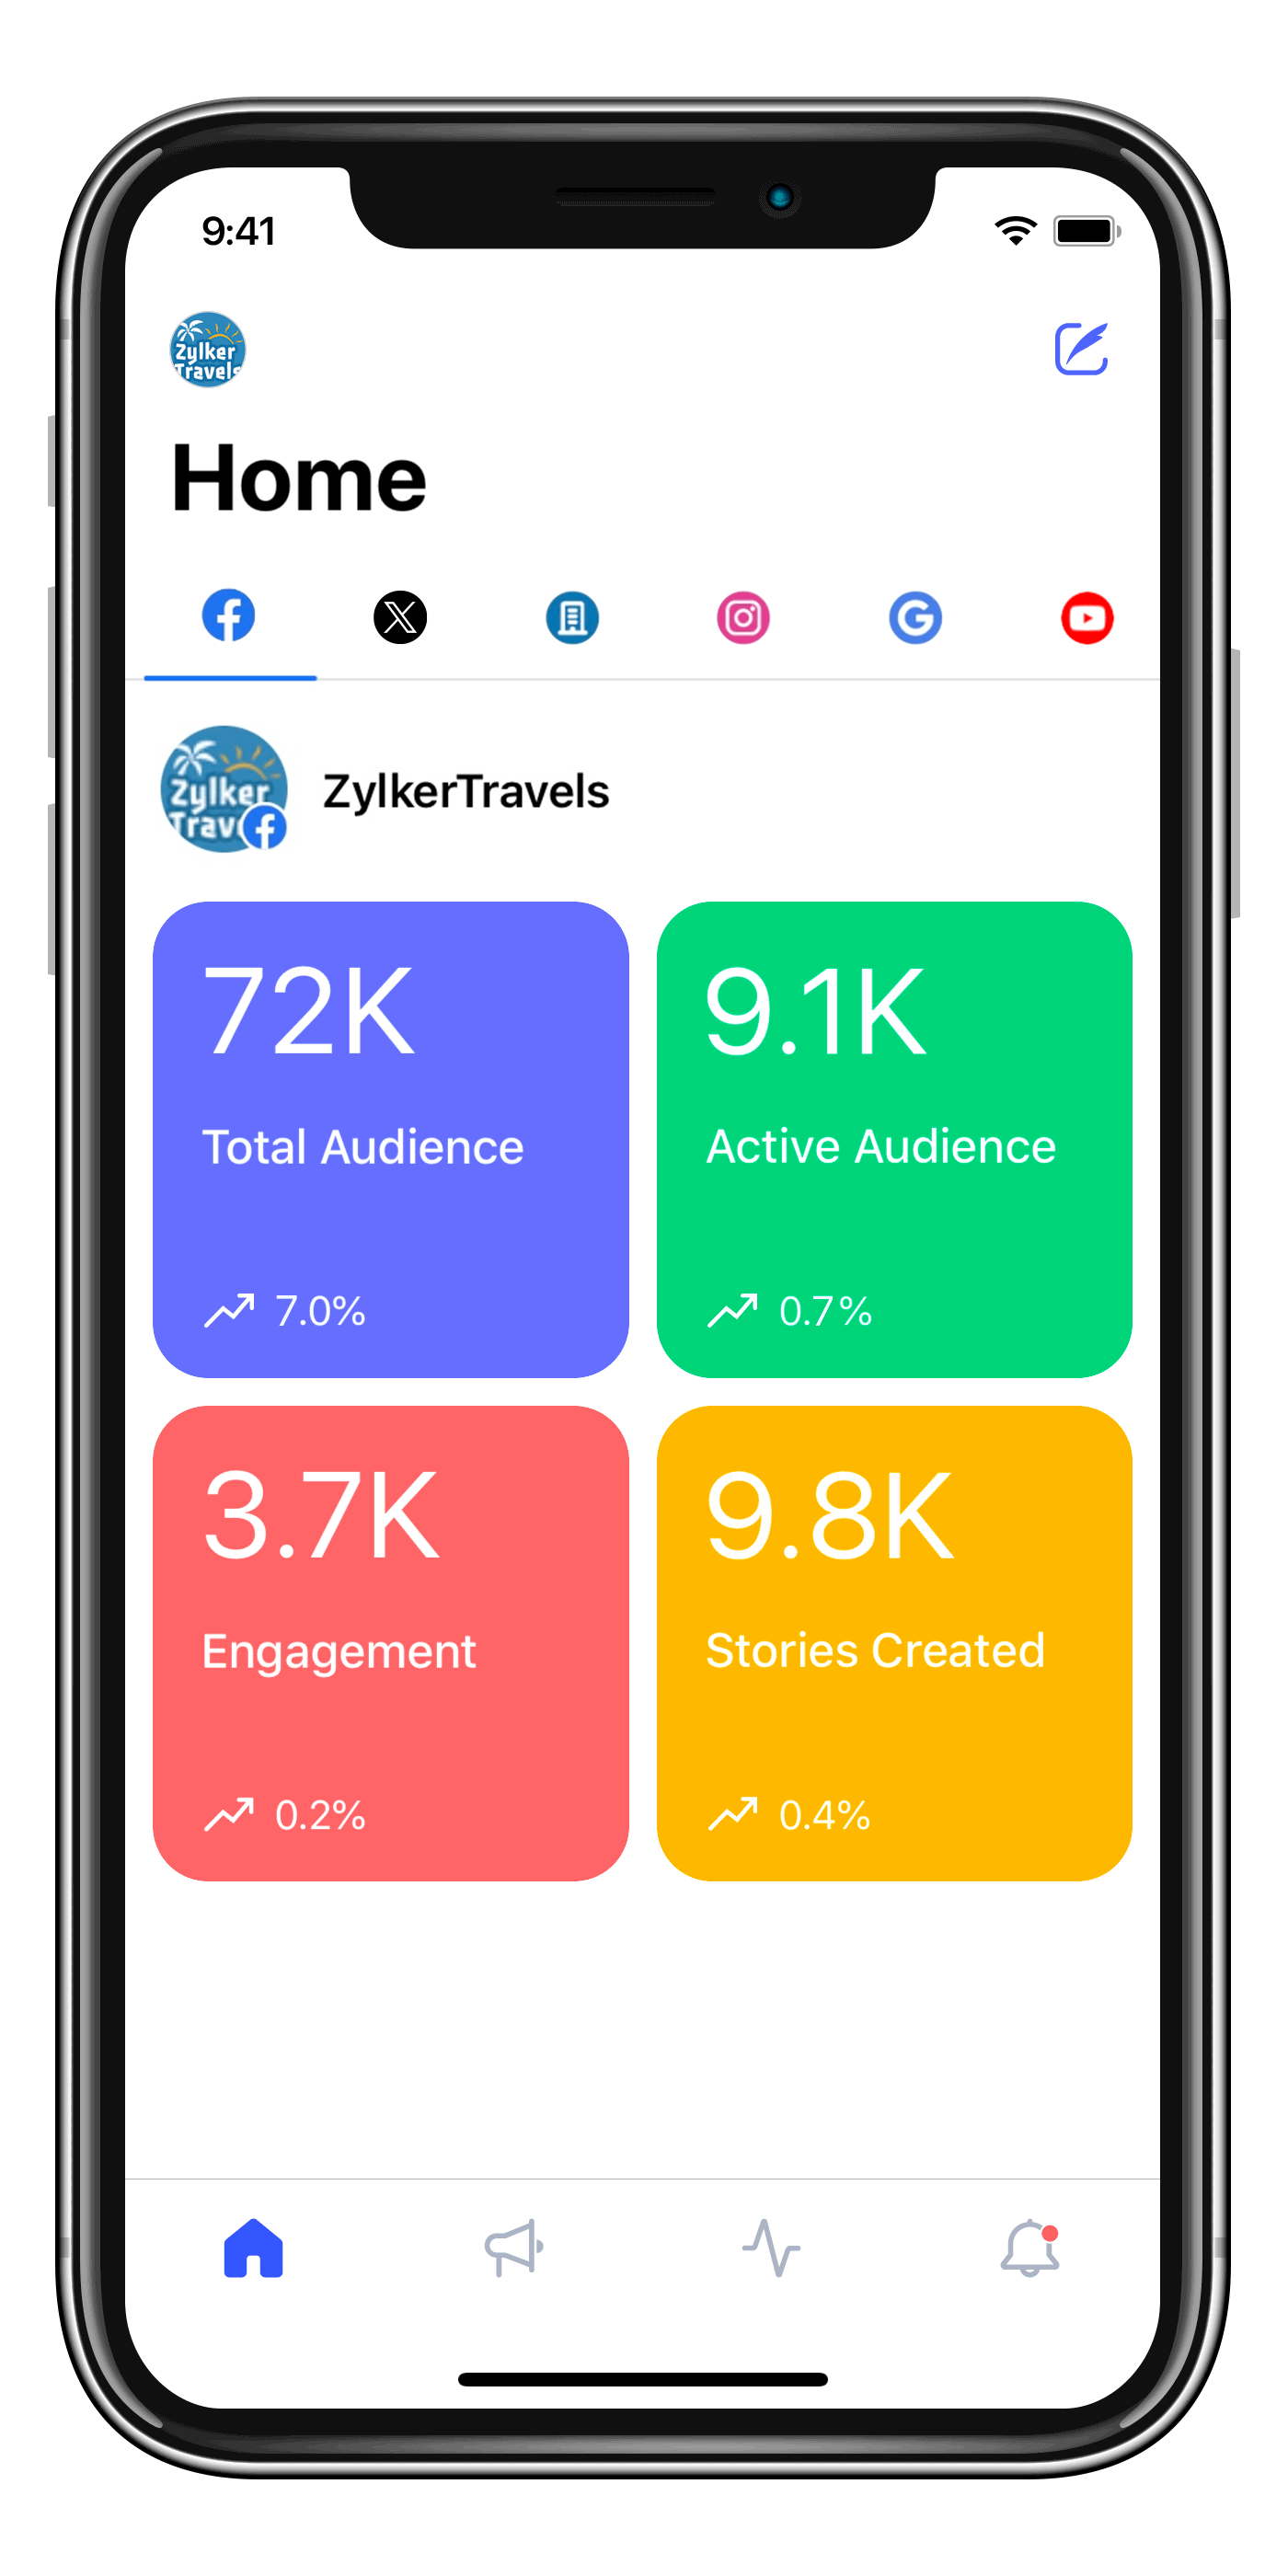 9:41
Zylker
Travels
Home
Zylker
Trav
ZylkerTravels
72K
9.1K
Total Audience
Active Audience
7.0%
0.7%
3.7K
9.8K
Engagement
Stories Created
0.2%
0.4%